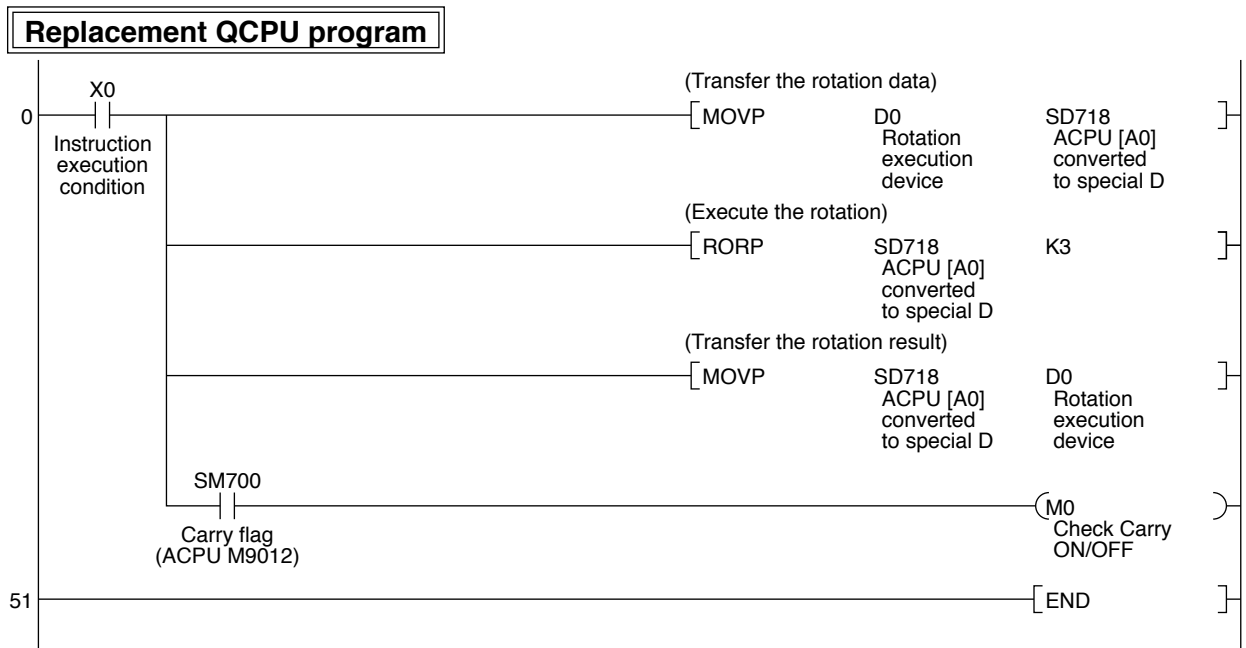 Replacement QCPU program
X0
0
Instruction
execution
condition
(Transfer the rotation data)
MOVP D0 SD718
Rotation ACPU [A0]
execution converted
device to special D
(Execute the rotation)
RORP SD718 K3
ACPU [A0]
converted
to special D
(Transfer the rotation result)
MOVP SD718 D0
ACPU [A0] Rotation
converted execution
to special D device
SM700
Carry flag
(ACPU M9012)
M0
Check Carry
ON/OFF
51
END